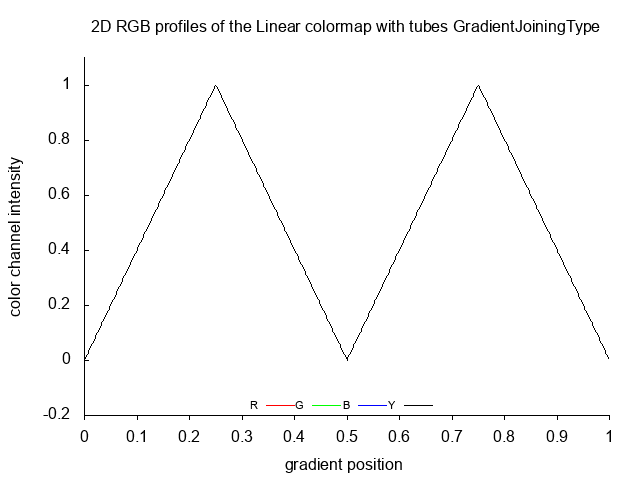 2D RGB profiles of the Linear colormap with tubes GradientJoiningType
color channel intensity
1
0.8
0.6
0.4
0.2
0
-0.2
R G B Y
0 0.1 0.2 0.3 0.4 0.5 0.6 0.7 0.8 0.9 1
gradient position